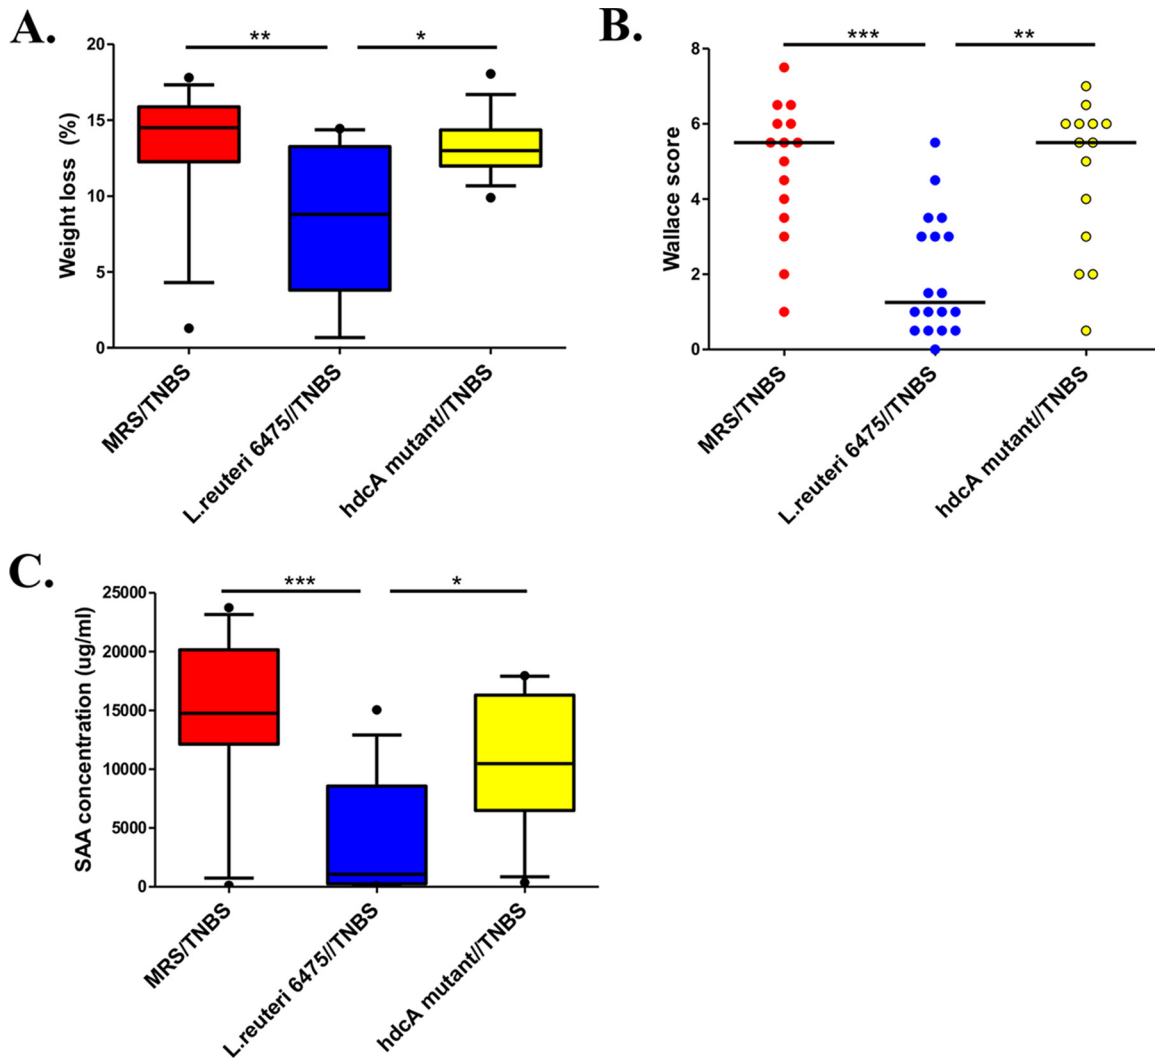 A.
**
*
20
15
10
5
0
Weight loss (%)
MRS/TNBS
L.reuteri 6475//TNBS
hdcA mutant//TNBS
B.
***
**
8
6
4
2
0
Wallace score
MRS/TNBS
L.reuteri 6475//TNBS
hdcA mutant//TNBS
C.
***
*
25000
20000
15000
10000
5000
0
SAA concentration (ug/ml)
MRS/TNBS
L.reuteri 6475//TNBS
hdcA mutant//TNBS